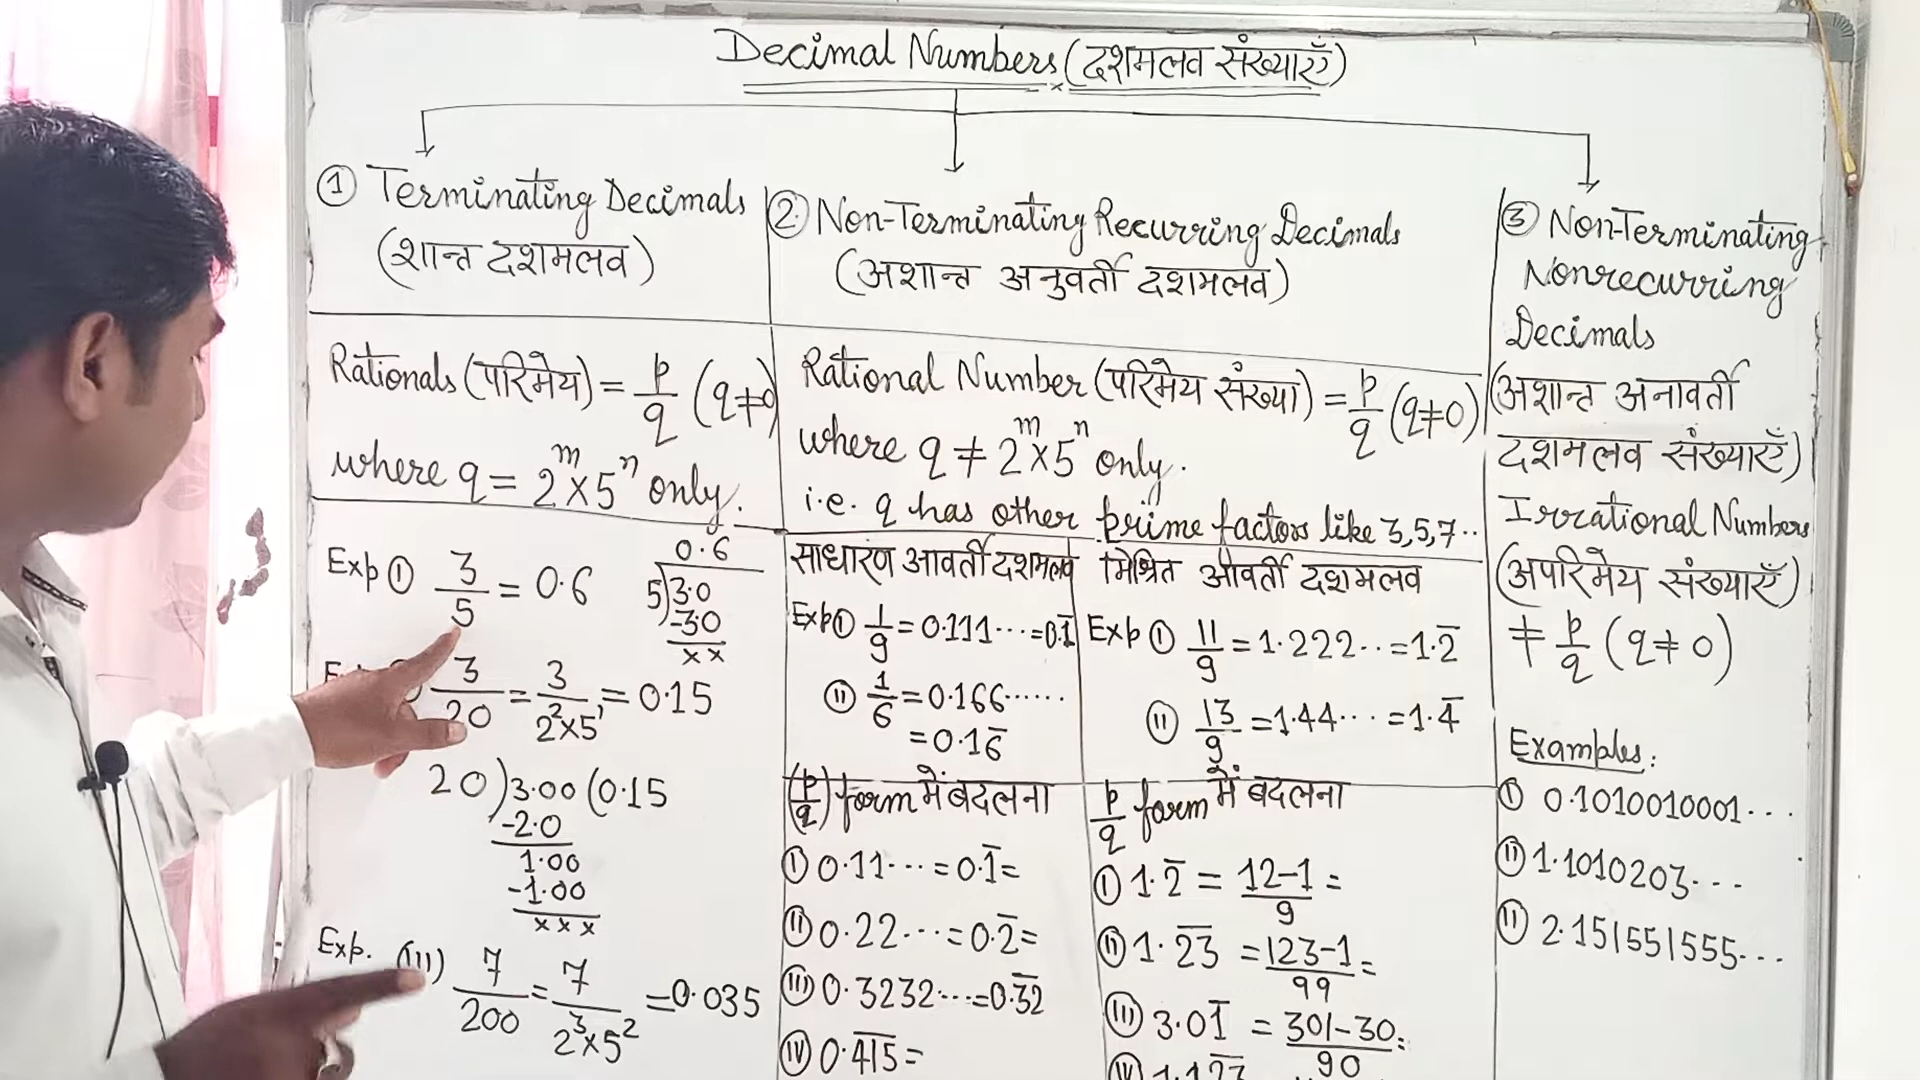 Decimal Numbers (दशमलव संख्याएँ)
① Terminating Decimals
(शान्त दशमलव)
Rationals (परिमेय) = p/q (q≠0)
where q = 2^m × 5^n only.
Exp ① 3/5 = 0.6
0.6
5)3.0
-3.0
x x
3/20 = 3/2²×5¹ = 0.15
20)3.00(0.15
-2.0
1.00
-1.00
x x x
Exp. (iii) 7/200 = 7/2³×5² = 0.035
② Non-Terminating Recurring Decimals
(अशान्त अनुवर्ती दशमलव)
Rational Number (परिमेय संख्या) = p/q (q≠0)
where q ≠ 2^m × 5^n only.
i.e. q has other prime factors like 3,5,7..
साधारण आवर्ती दशमलव
Exp ① 1/9 = 0.111... = 0.1̅
(ii) 1/6 = 0.166......
= 0.16̅
(p/q) form में बदलना
(i) 0.11... = 0.1̅ =
(ii) 0.22... = 0.2̅ =
(iii) 0.3232... = 0.3̅2̅
(iv) 0.4̅1̅5̅ =
मिश्रित आवर्ती दशमलव
Exp ① 11/9 = 1.222.. = 1.2̅
(ii) 13/9 = 1.44... = 1.4̅
p/q form में बदलना
(i) 1.2̅ = 12-1/9 =
(ii) 1.2̅3̅ = 123-1/99 =
(iii) 3.01̅ = 301-30/90 =
③ Non-Terminating
Nonrecurring
Decimals
(अशान्त अनावर्ती
दशमलव संख्याएँ)
Irrational Numbers
(अपरिमेय संख्याएँ)
≠ p/q (q≠0)
Examples:
(i) 0.1010010001...
(ii) 1.1010203...
(11) 2.151551555...